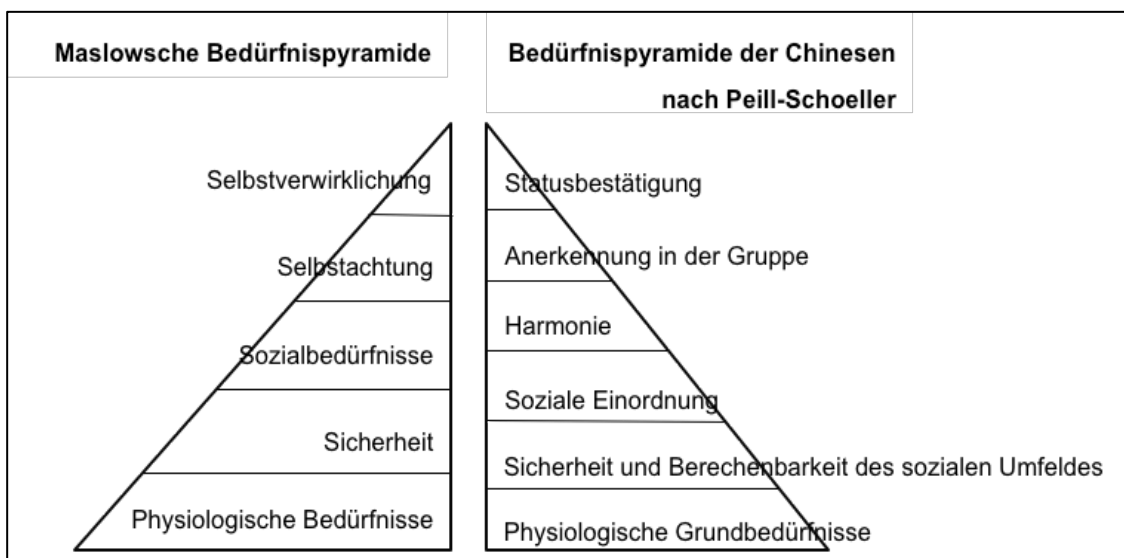 Maslowsche Bedürfnispyramide
Bedürfnispyramide der Chinesen
nach Peill-Schoeller
Selbstverwirklichung
Selbstachtung
Sozialbedürfnisse
Sicherheit
Physiologische Bedürfnisse
Statusbestätigung
Anerkennung in der Gruppe
Harmonie
Soziale Einordnung
Sicherheit und Berechenbarkeit des sozialen Umfeldes
Physiologische Grundbedürfnisse